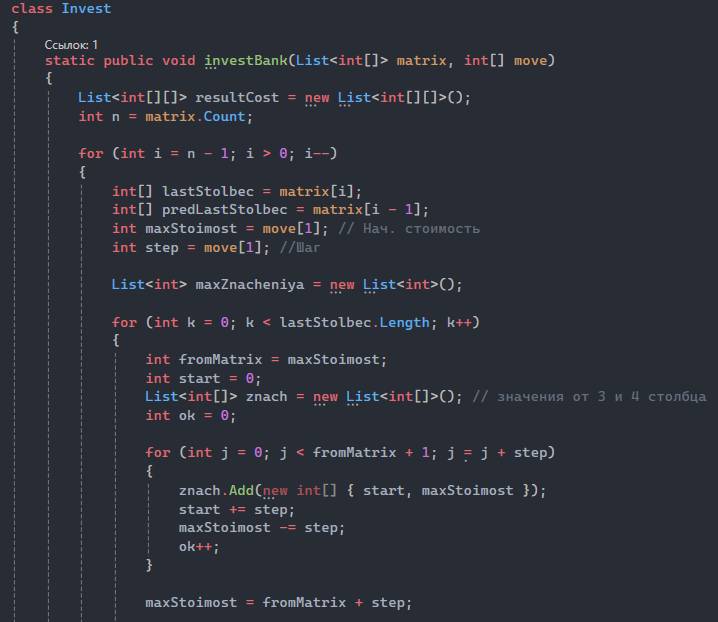 class Invest
{
Ссылок: 1
static public void investBank(List<int[]> matrix, int[] move)
{
List<int[][]> resultCost = new List<int[][]>();
int n = matrix.Count;
for (int i = n - 1; i > 0; i--)
{
int[] lastStolbec = matrix[i];
int[] predLastStolbec = matrix[i - 1];
int maxStoimost = move[1]; // Нач. стоимость
int step = move[1]; //Шаг
List<int> maxZnacheniya = new List<int>();
for (int k = 0; k < lastStolbec.Length; k++)
{
int fromMatrix = maxStoimost;
int start = 0;
List<int[]> znach = new List<int[]>(); // значения от 3 и 4 столбца
int ok = 0;
for (int j = 0; j < fromMatrix + 1; j = j + step)
{
znach.Add(new int[] { start, maxStoimost });
start += step;
maxStoimost -= step;
ok++;
}
maxStoimost = fromMatrix + step;